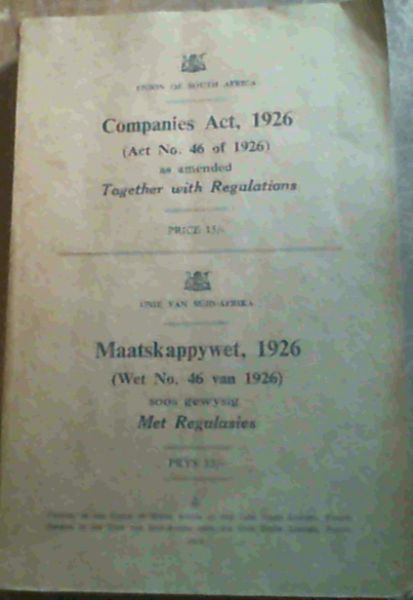 UNION OF SOUTH AFRICA
Companies Act, 1926
(Act No. 46 of 1926)
as amended
Together with Regulations
PRICE 15/-
UNIE VAN SUID-AFRIKA
Maatskappywet, 1926
(Wet No. 46 van 1926)
soos gewysig
Met Regulasies
PRYS 15/-